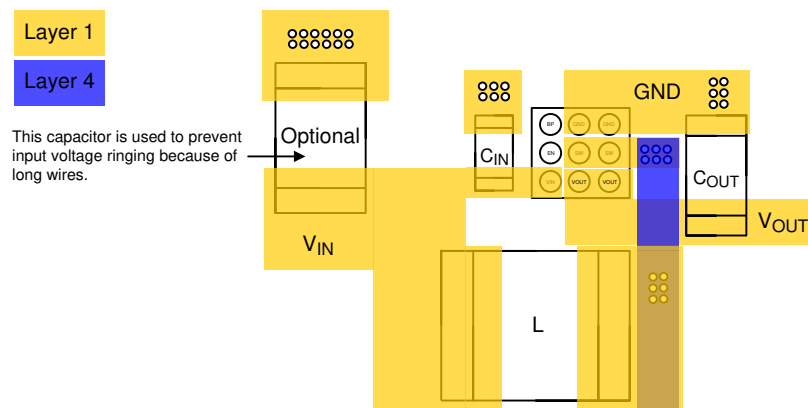 Layer 1
Layer 4
This capacitor is used to prevent
input voltage ringing because of
long wires.
Optional
VIN
CIN
BP GND GND
EN SW SW
VIN VOUT VOUT
GND
COUT
VOUT
L